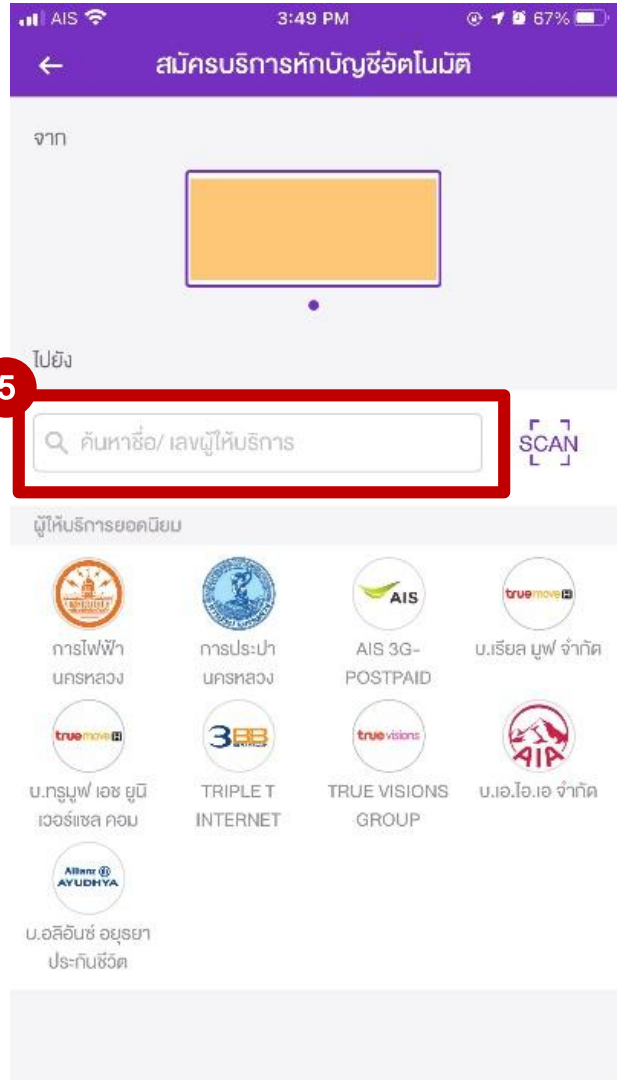 AIS 3:49 PM 67%
← สมัครบริการหักบัญชีอัตโนมัติ
จาก
ไปยัง
5
ค้นหาชื่อ/ เลขผู้ให้บริการ
SCAN
ผู้ให้บริการยอดนิยม
AIS
truemove H
การไฟฟ้า
นครหลวง
การประปา
นครหลวง
AIS 3G-
POSTPAID
บ.เรียล มูฟ จำกัด
truemove H
3BB
truevisions
AIA
บ.ทรูมูฟ เอช ยูนิ
เวอร์แซล คอม
TRIPLE T
INTERNET
TRUE VISIONS
GROUP
บ.เอ.ไอ.เอ จำกัด
Allianz
AYUDHYA
บ.อลิอันซ์ อยุธยา
ประกันชีวิต